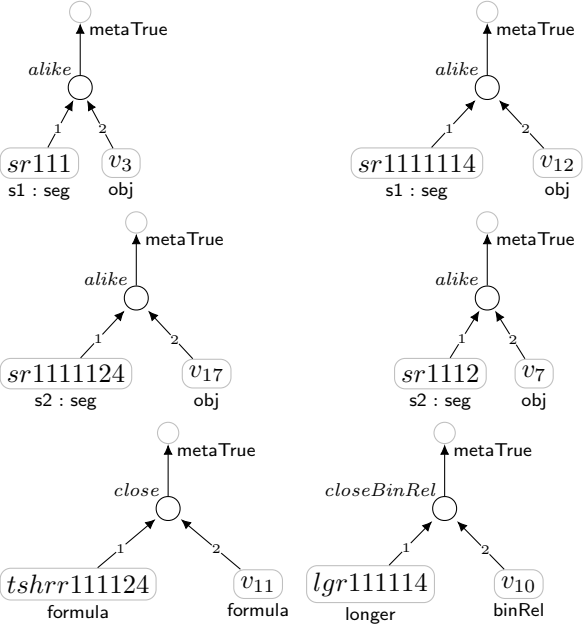 metaTrue metaTrue
alike alike
1 2 1 2
sr111 v3 sr1111114 v12
s1 : seg obj s1 : seg obj
metaTrue metaTrue
alike alike
1 2 1 2
sr1111124 v17 sr1112 v7
s2 : seg obj s2 : seg obj
metaTrue metaTrue
close closeBinRel
1 2 1 2
tshrr111124 v11 lgr111114 v10
formula formula longer binRel